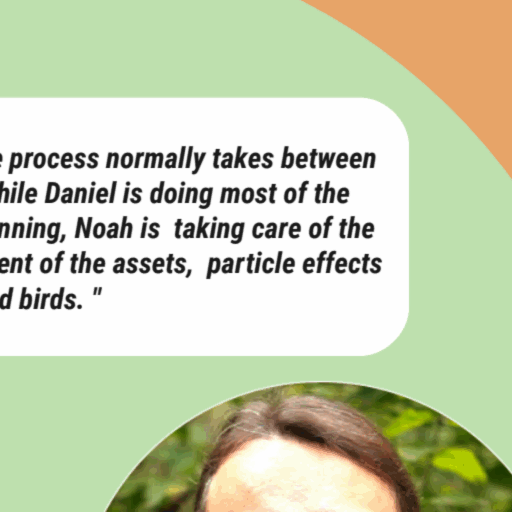 e process normally takes between
hile Daniel is doing most of the
nning, Noah is  taking care of the
ent of the assets,  particle effects
d birds. "